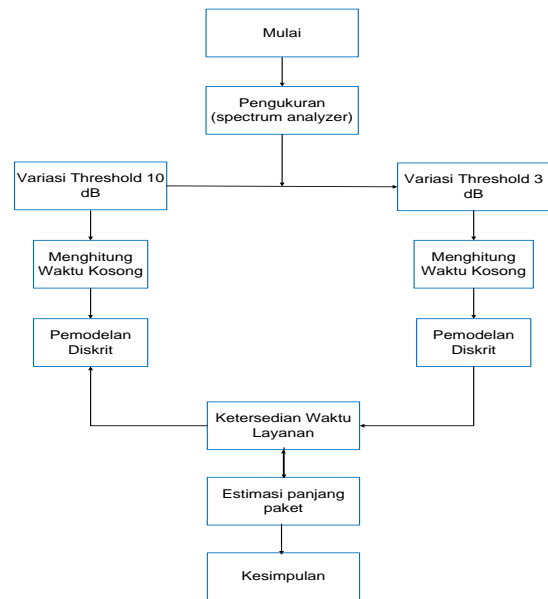 Mulai
Pengukuran
(spectrum analyzer)
Variasi Threshold 10
dB
Variasi Threshold 3
dB
Menghitung
Waktu Kosong
Menghitung
Waktu Kosong
Pemodelan
Diskrit
Pemodelan
Diskrit
Ketersedian Waktu
Layanan
Estimasi panjang
paket
Kesimpulan